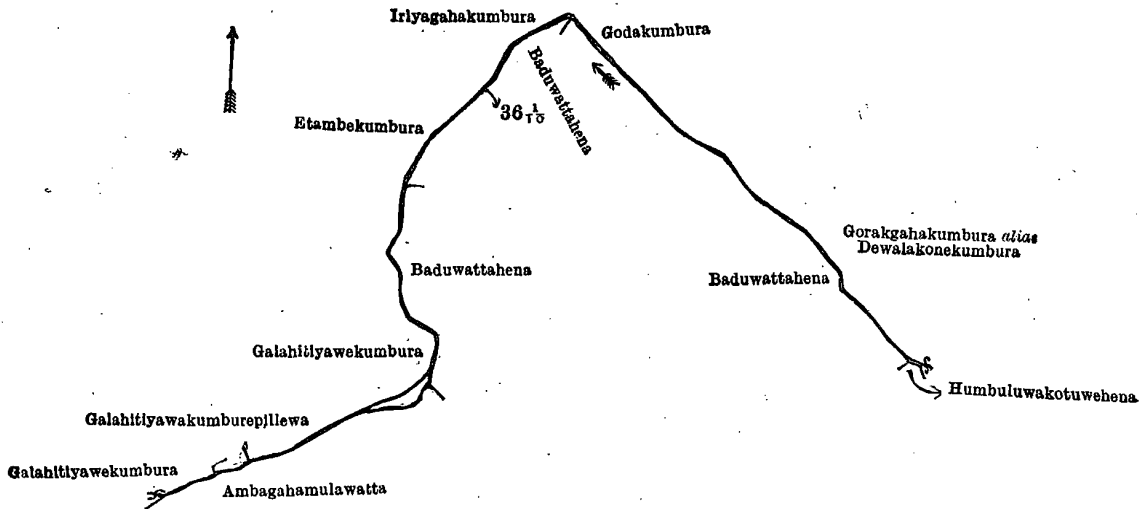 Iriyagahakumbura
Godakumbura
Baduwattahena
36 1/10
Etambekumbura
Gorakgahakumbura alias
Dewalakonekumbura
Baduwattahena
Baduwattahena
Galahitiyawekumbura
Humbuluwakotuwehena
Galahitiyawakumburepillewa
Galahitiyawekumbura
Ambagahamulawatta